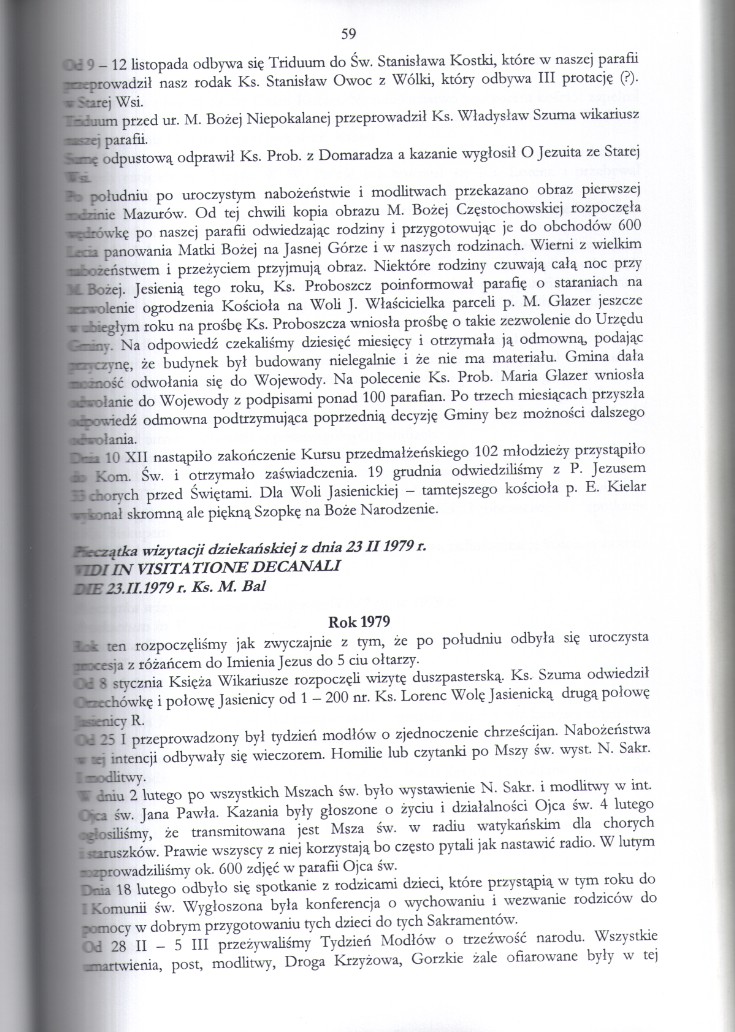 59
Od 9 – 12 listopada odbywa się Triduum do Św. Stanisława Kostki, które w naszej parafii
przeprowadził nasz rodak Ks. Stanisław Owoc z Wólki, który odbywa III protację (?).
w Starej Wsi.
Triduum przed ur. M. Bożej Niepokalanej przeprowadził Ks. Władysław Szuma wikariusz
naszej parafii.
Sumę odpustową odprawił Ks. Prob. z Domaradza a kazanie wygłosił O Jezuita ze Starej
Wsi.
Po południu po uroczystym nabożeństwie i modlitwach przekazano obraz pierwszej
rodzinie Mazurów. Od tej chwili kopia obrazu M. Bożej Częstochowskiej rozpoczęła
wędrówkę po naszej parafii odwiedzając rodziny i przygotowując je do obchodów 600
Lecia panowania Matki Bożej na Jasnej Górze i w naszych rodzinach. Wierni z wielkim
nabożeństwem i przeżyciem przyjmują obraz. Niektóre rodziny czuwają całą noc przy
M. Bożej. Jesienią tego roku, Ks. Proboszcz poinformował parafię o staraniach na
zezwolenie ogrodzenia Kościoła na Woli J. Właścicielka parceli p. M. Glazer jeszcze
w ubiegłym roku na prośbę Ks. Proboszcza wniosła prośbę o takie zezwolenie do Urzędu
Gminy. Na odpowiedź czekaliśmy dziesięć miesięcy i otrzymała ją odmowną, podając
przyczynę, że budynek był budowany nielegalnie i że nie ma materiału. Gmina dała
możność odwołania się do Wojewody. Na polecenie Ks. Prob. Maria Glazer wniosła
odwołanie do Wojewody z podpisami ponad 100 parafian. Po trzech miesiącach przyszła
odpowiedź odmowna podtrzymująca poprzednią decyzję Gminy bez możności dalszego
odwołania.
Dnia 10 XII nastąpiło zakończenie Kursu przedmałżeńskiego 102 młodzieży przystąpiło
do Kom. Św. i otrzymało zaświadczenia. 19 grudnia odwiedziliśmy z P. Jezusem
33 chorych przed Świętami. Dla Woli Jasienickiej – tamtejszego kościoła p. E. Kielar
wykonał skromną ale piękną Szopkę na Boże Narodzenie.
Pieczątka wizytacji dziekańskiej z dnia 23 II 1979 r.
VIDI IN VISITATIONE DECANALI
DIE 23.II.1979 r. Ks. M. Bal
Rok 1979
Rok ten rozpoczęliśmy jak zwyczajnie z tym, że po południu odbyła się uroczysta
procesja z różańcem do Imienia Jezus do 5 ciu ołtarzy.
Od 8 stycznia Księża Wikariusze rozpoczęli wizytę duszpasterską. Ks. Szuma odwiedził
Orzechówkę i połowę Jasienicy od 1 – 200 nr. Ks. Lorenc Wolę Jasienicką drugą połowę
Jasienicy R.
Od 25 I przeprowadzony był tydzień modłów o zjednoczenie chrześcijan. Nabożeństwa
w tej intencji odbywały się wieczorem. Homilie lub czytanki po Mszy św. wyst. N. Sakr.
I modlitwy.
W dniu 2 lutego po wszystkich Mszach św. było wystawienie N. Sakr. i modlitwy w int.
Ojca św. Jana Pawła. Kazania były głoszone o życiu i działalności Ojca św. 4 lutego
ogłosiliśmy, że transmitowana jest Msza św. w radiu watykańskim dla chorych
i staruszków. Prawie wszyscy z niej korzystają bo często pytali jak nastawić radio. W lutym
rozprowadziliśmy ok. 600 zdjęć w parafii Ojca św.
Dnia 18 lutego odbyło się spotkanie z rodzicami dzieci, które przystąpią w tym roku do
I Komunii św. Wygłoszona była konferencja o wychowaniu i wezwanie rodziców do
pomocy w dobrym przygotowaniu tych dzieci do tych Sakramentów.
Od 28 II – 5 III przeżywaliśmy Tydzień Modłów o trzeźwość narodu. Wszystkie
umartwienia, post, modlitwy, Droga Krzyżowa, Gorzkie żale ofiarowane były w tej